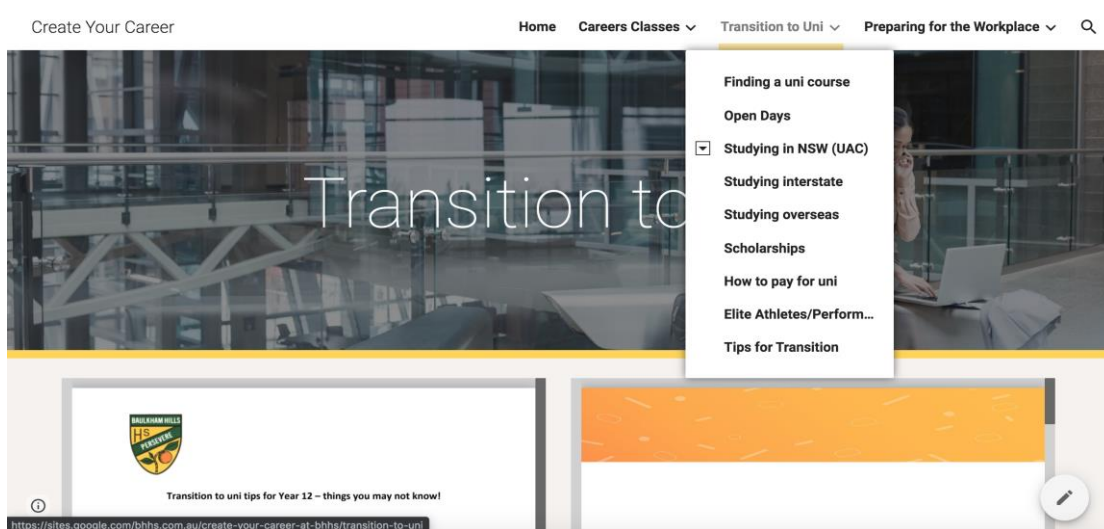 Create Your Career
Home Careers Classes Transition to Uni Preparing for the Workplace
Transition to
Finding a uni course
Open Days
Studying in NSW (UAC)
Studying interstate
Studying overseas
Scholarships
How to pay for uni
Elite Athletes/Perform...
Tips for Transition
BAULKHAM HILLS
HS
PERSEVERE
Transition to uni tips for Year 12 – things you may not know!
https://sites.google.com/bhhs.com.au/create-your-career-at-bhhs/transition-to-uni